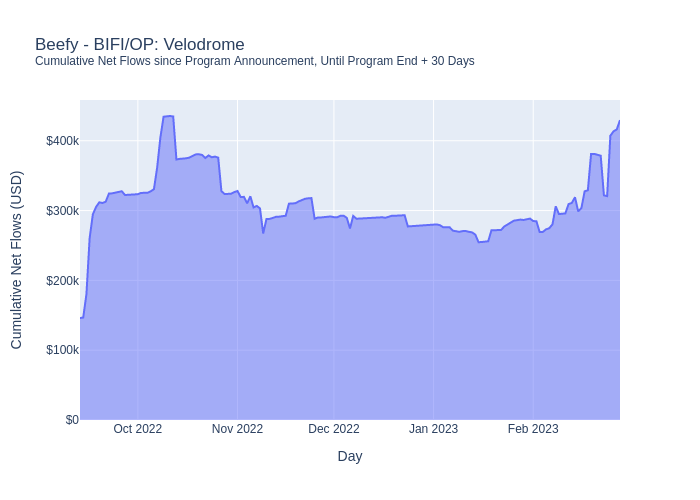 Beefy - BIFI/OP: Velodrome
Cumulative Net Flows since Program Announcement, Until Program End + 30 Days
Cumulative Net Flows (USD)
$400k
$300k
$200k
$100k
$0
Oct 2022
Nov 2022
Dec 2022
Jan 2023
Feb 2023
Day